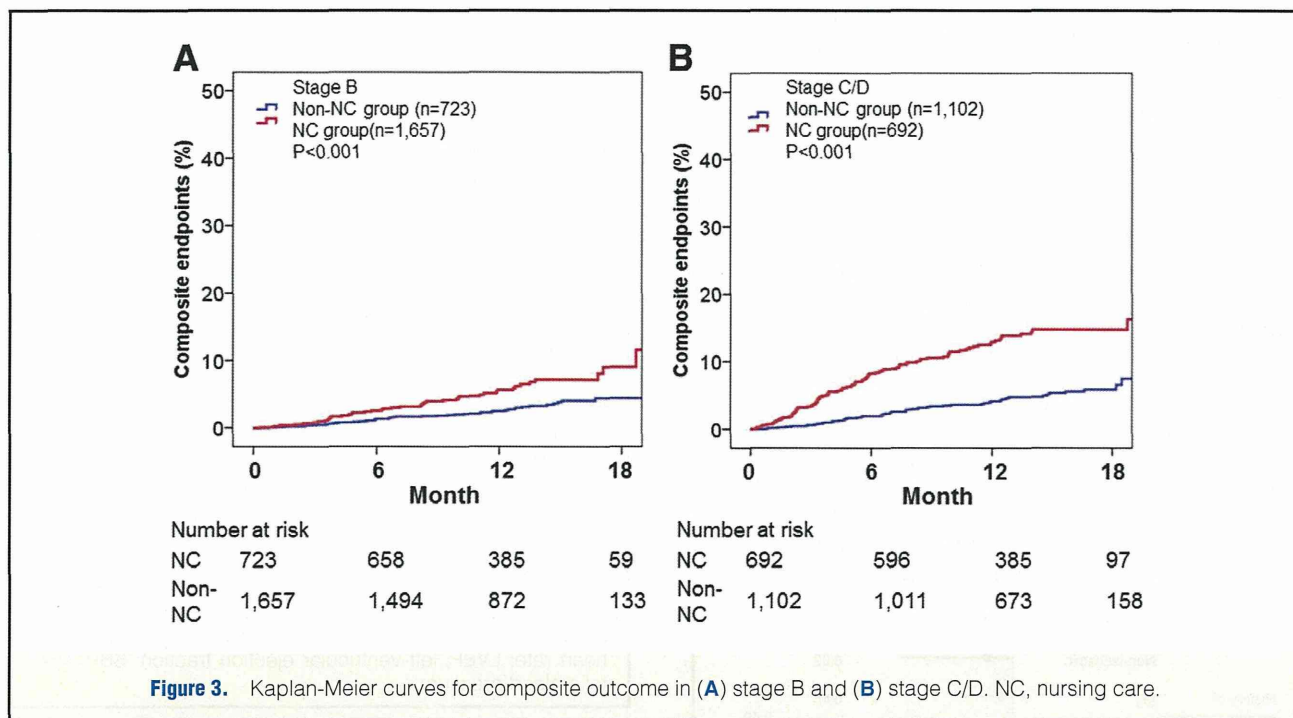 A
Stage B
Non-NC group (n=723)
NC group(n=1,657)
P<0.001
Composite endpoints (%)
50
40
30
20
10
0
0 6 12 18
Month
Number at risk
NC 723 658 385 59
Non-
NC 1,657 1,494 872 133
B
Stage C/D
Non-NC group (n=1,102)
NC group(n=692)
P<0.001
Composite endpoints (%)
50
40
30
20
10
0
0 6 12 18
Month
Number at risk
NC 692 596 385 97
Non-
NC 1,102 1,011 673 158
Figure 3. Kaplan-Meier curves for composite outcome in (A) stage B and (B) stage C/D. NC, nursing care.